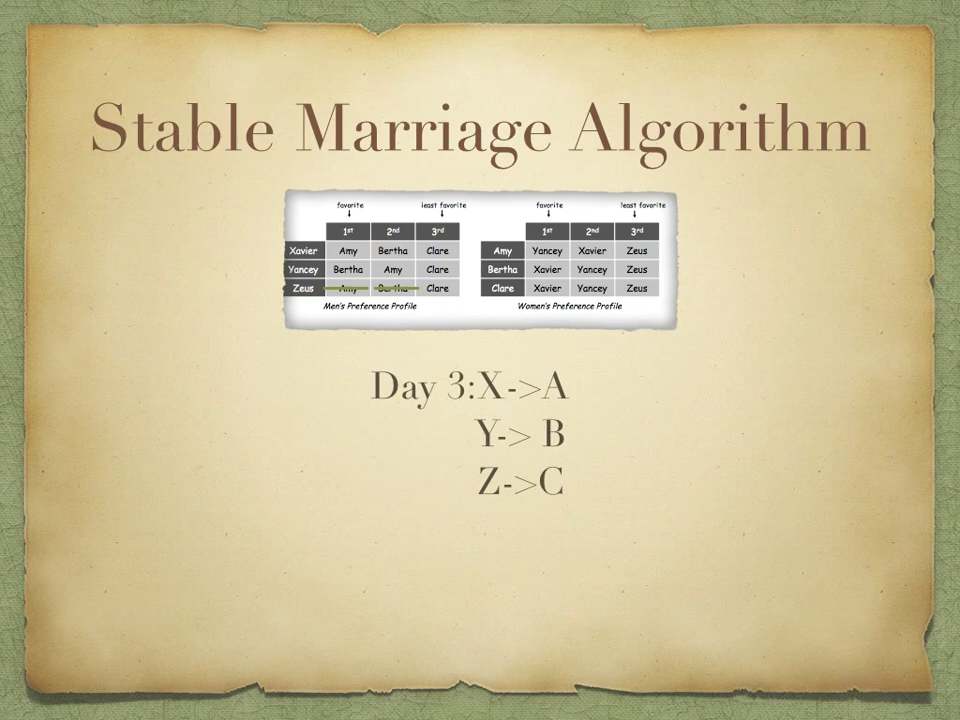 Stable Marriage Algorithm
favorite least favorite favorite least favorite
1st 2nd 3rd 1st 2nd 3rd
Xavier Amy Bertha Clare Amy Yancey Xavier Zeus
Yancey Bertha Amy Clare Bertha Xavier Yancey Zeus
Zeus Amy Bertha Clare Clare Xavier Yancey Zeus
Men's Preference Profile Women's Preference Profile
Day 3:X->A
Y-> B
Z->C